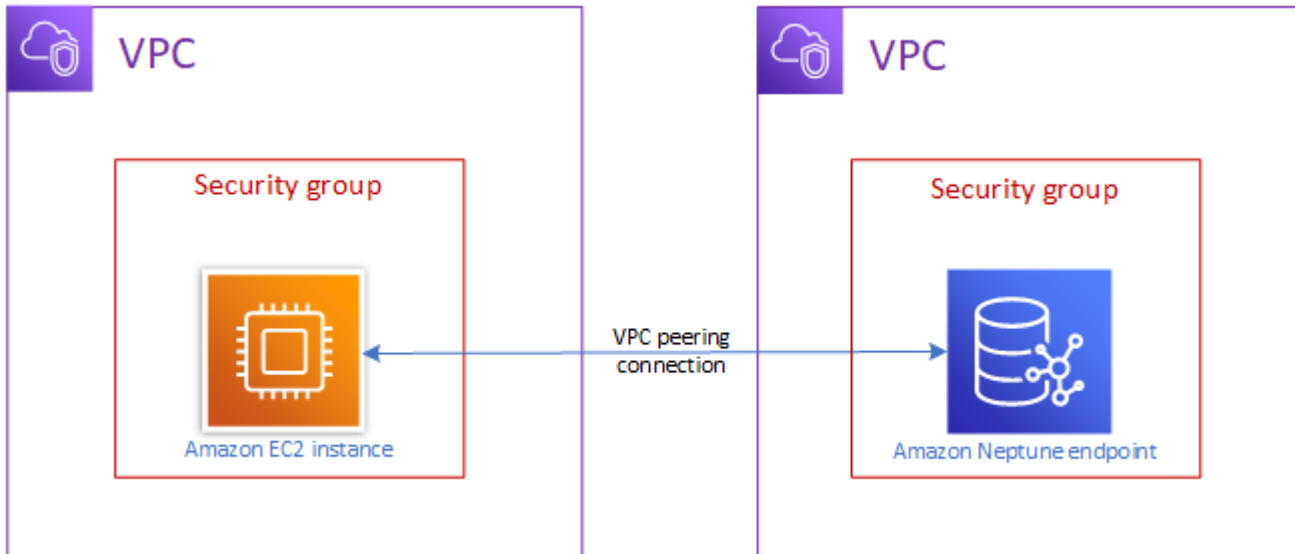 VPC
VPC
Security group
Security group
VPC peering
connection
Amazon EC2 instance
Amazon Neptune endpoint